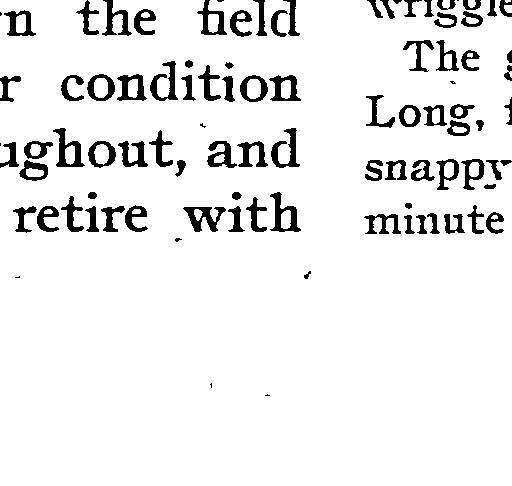 n the field
r condition
ughout, and
retire with
wriggle
The g
Long, f
snappy
minute